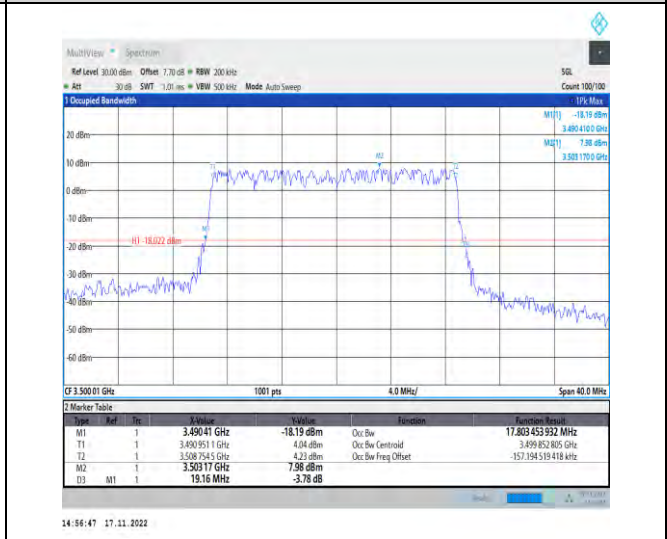 MultiView Spectrum
Ref Level 30.00 dBm Offset 7.70 dB RBW 200 kHz SGL
Att 30 dB SWT 1.01 ms VBW 500 kHz Mode Auto Sweep Count 100/100
1 Occupied Bandwidth 1Pk Max
M1[1] -18.19 dBm
3.490 410 0 GHz
M2[1] 7.98 dBm
3.503 170 0 GHz
20 dBm
10 dBm
0 dBm
-10 dBm
-20 dBm
-30 dBm
-40 dBm
-50 dBm
-60 dBm
M2
T1
T2
M1
H1 -18.022 dBm
CF 3.500 01 GHz 1001 pts 4.0 MHz/ Span 40.0 MHz
2 Marker Table
Type Ref Trc X-Value Y-Value Function Function Result
M1 1 3.490 41 GHz -18.19 dBm Occ Bw 17.803 453 932 MHz
T1 1 3.490 951 1 GHz 4.04 dBm Occ Bw Centroid 3.499 852 805 GHz
T2 1 3.508 754 5 GHz 4.23 dBm Occ Bw Freq Offset -157.194 519 418 kHz
M2 1 3.503 17 GHz 7.98 dBm
D3 M1 1 19.16 MHz -3.78 dB
14:56:47 17.11.2022